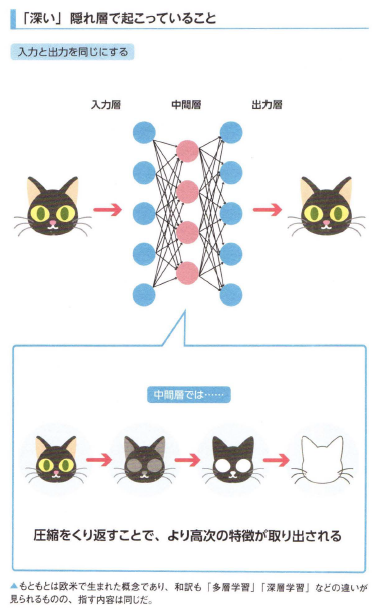 「深い」隠れ層で起こっていること
入力と出力を同じにする
入力層 中間層 出力層
中間層では……
圧縮をくり返すことで、より高次の特徴が取り出される
▲もともとは欧米で生まれた概念であり、和訳も「多層学習」「深層学習」などの違いが
見られるものの、指す内容は同じだ。